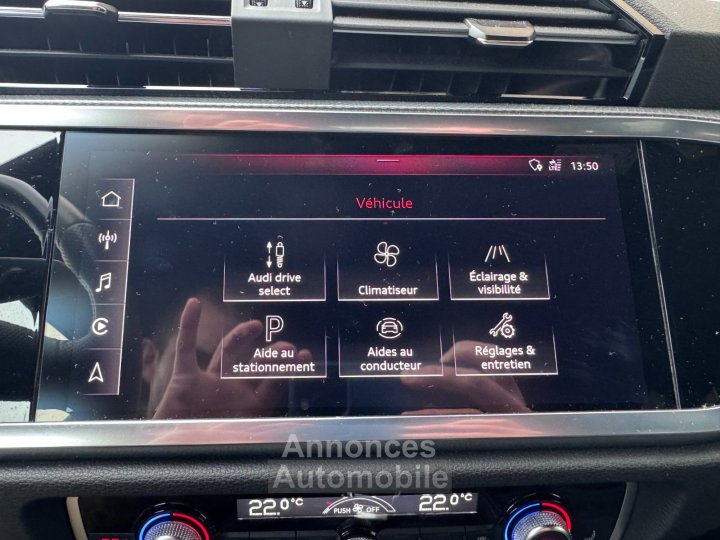 13:50
Véhicule
Audi drive
select
Climatiseur
Éclairage &
visibilité
P
Aide au
stationnement
Aides au
conducteur
Réglages &
entretien
Annonces
Automobile
22.0°C
PUSH OFF
22.0°C